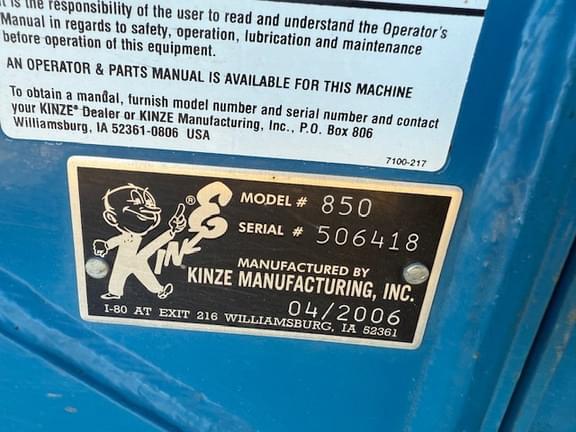 It is the responsibility of the user to read and understand the Operator's
Manual in regards to safety, operation, lubrication and maintenance
before operation of this equipment.
AN OPERATOR & PARTS MANUAL IS AVAILABLE FOR THIS MACHINE
To obtain a manual, furnish model number and serial number and contact
your KINZE® Dealer or KINZE Manufacturing, Inc., P.O. Box 806
Williamsburg, IA 52361-0806 USA
7100-217
KINZE ®
MODEL # 850
SERIAL # 506418
MANUFACTURED BY
KINZE MANUFACTURING, INC.
04/2006
I-80 AT EXIT 216 WILLIAMSBURG, IA 52361